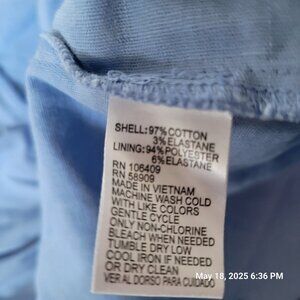 SHELL: 97% COTTON
3% ELASTANE
LINING: 94% POLYESTER
6% ELASTANE
RN 106409
RN 58909
MADE IN VIETNAM
MACHINE WASH COLD
WITH LIKE COLORS
GENTLE CYCLE
ONLY NON-CHLORINE
BLEACH WHEN NEEDED
TUMBLE DRY LOW
COOL IRON IF NEEDED
OR DRY CLEAN
VER AL DORSO PARA CUIDADO
May 18, 2025 6:36 PM